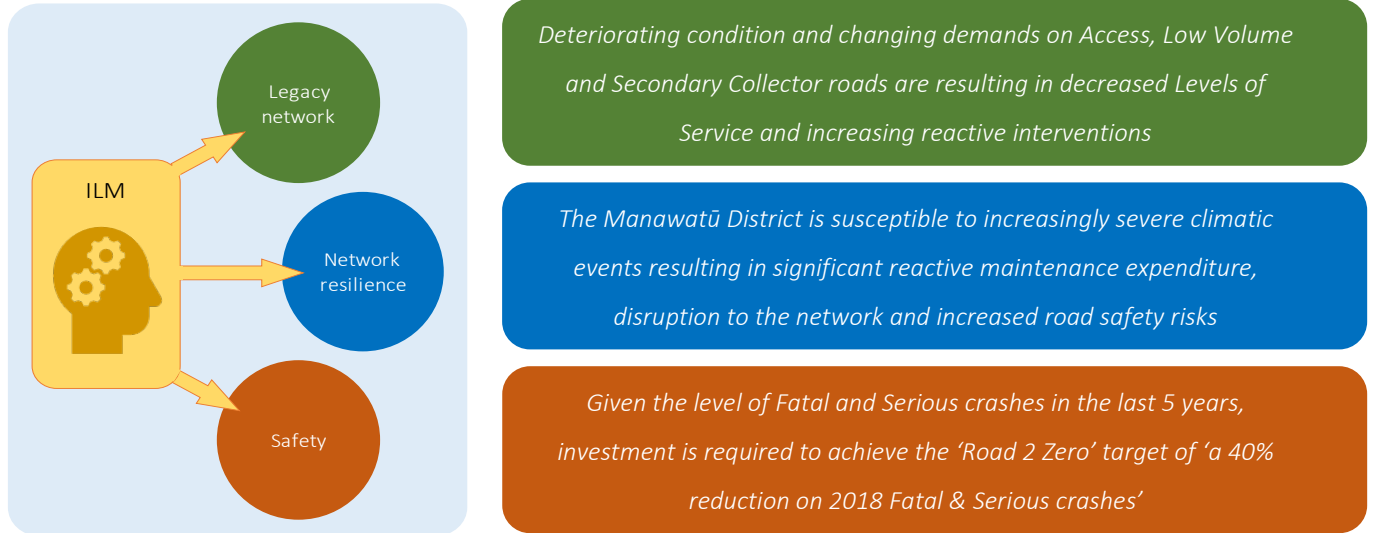 ILM
Legacy
network
Network
resilience
Safety
Deteriorating condition and changing demands on Access, Low Volume
and Secondary Collector roads are resulting in decreased Levels of
Service and increasing reactive interventions
The Manawatū District is susceptible to increasingly severe climatic
events resulting in significant reactive maintenance expenditure,
disruption to the network and increased road safety risks
Given the level of Fatal and Serious crashes in the last 5 years,
investment is required to achieve the ‘Road 2 Zero’ target of ‘a 40%
reduction on 2018 Fatal & Serious crashes’